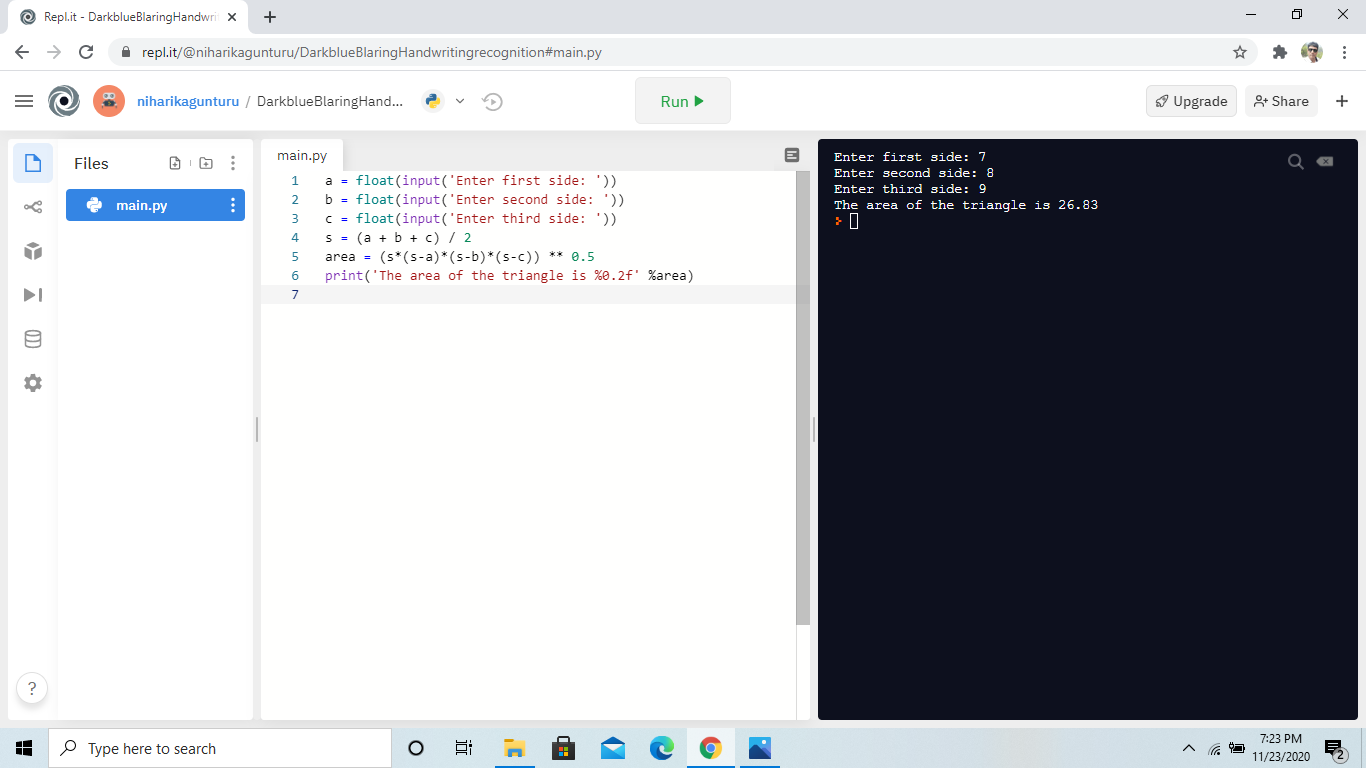 Repl.it - DarkblueBlaringHandwri
repl.it/@niharikagunturu/DarkblueBlaringHandwritingrecognition#main.py
niharikagunturu / DarkblueBlaringHand...
Run
Upgrade
Share
Files
main.py
main.py
1 a = float(input('Enter first side: '))
2 b = float(input('Enter second side: '))
3 c = float(input('Enter third side: '))
4 s = (a + b + c) / 2
5 area = (s*(s-a)*(s-b)*(s-c)) ** 0.5
6 print('The area of the triangle is %0.2f' %area)
7
Enter first side: 7
Enter second side: 8
Enter third side: 9
The area of the triangle is 26.83
?
Type here to search
7:23 PM
11/23/2020
2